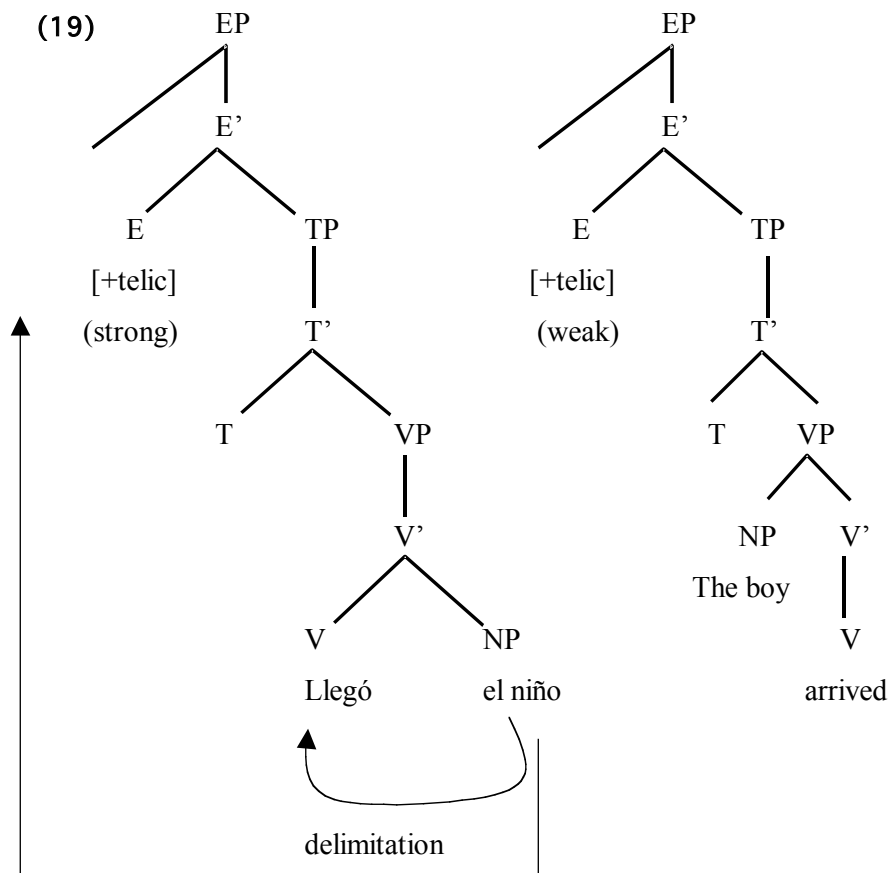 (19) EP EP
E’ E’
E TP E TP
[+telic] [+telic]
(strong) T’ (weak) T’
T VP T VP
V’ NP V’
The boy
V NP V
Llegó el niño arrived
delimitation